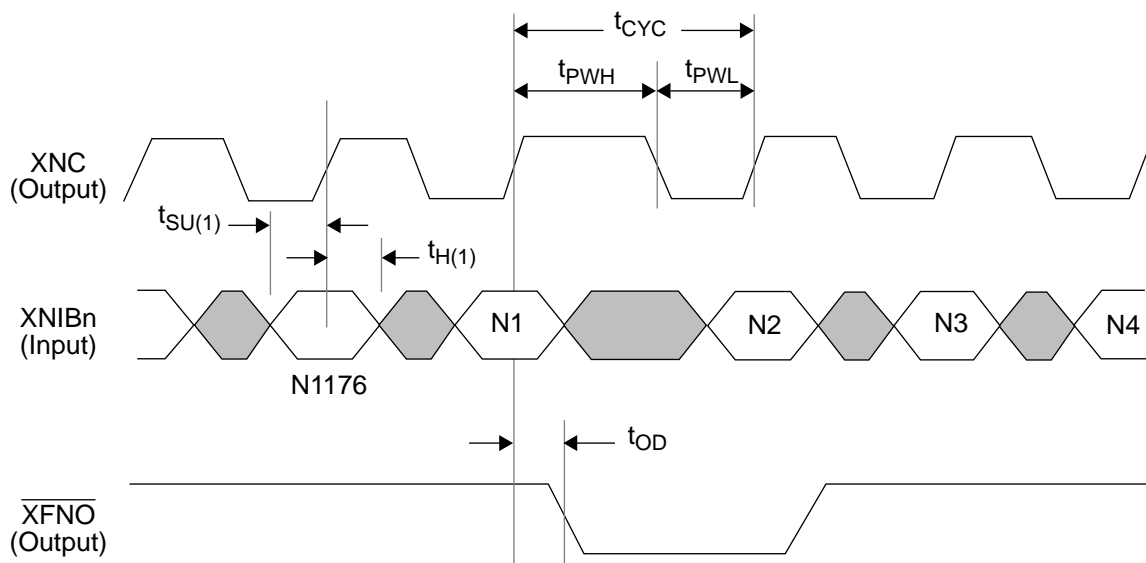 tCYC
tPWH
tPWL
XNC
(Output)
tSU(1)
tH(1)
XNIBn
(Input)
N1
N2
N3
N4
N1176
tOD
XFNO
(Output)